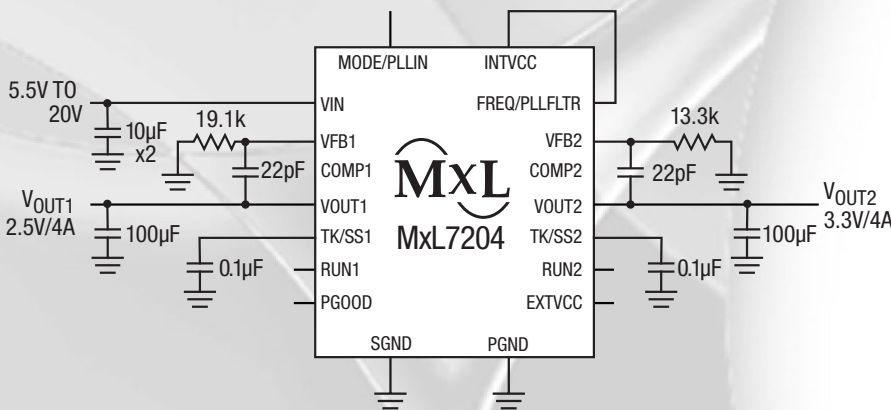 MODE/PLLIN
INTVCC
5.5V TO
20V
VIN
FREQ/PLLFLTR
10µF
x2
19.1k
13.3k
VFB1
VFB2
22pF
COMP1
MXL
COMP2
22pF
VOUT1
2.5V/4A
VOUT1
VOUT2
VOUT2
3.3V/4A
100µF
TK/SS1
MxL7204
TK/SS2
100µF
0.1µF
RUN1
RUN2
0.1µF
PGOOD
EXTVCC
SGND
PGND